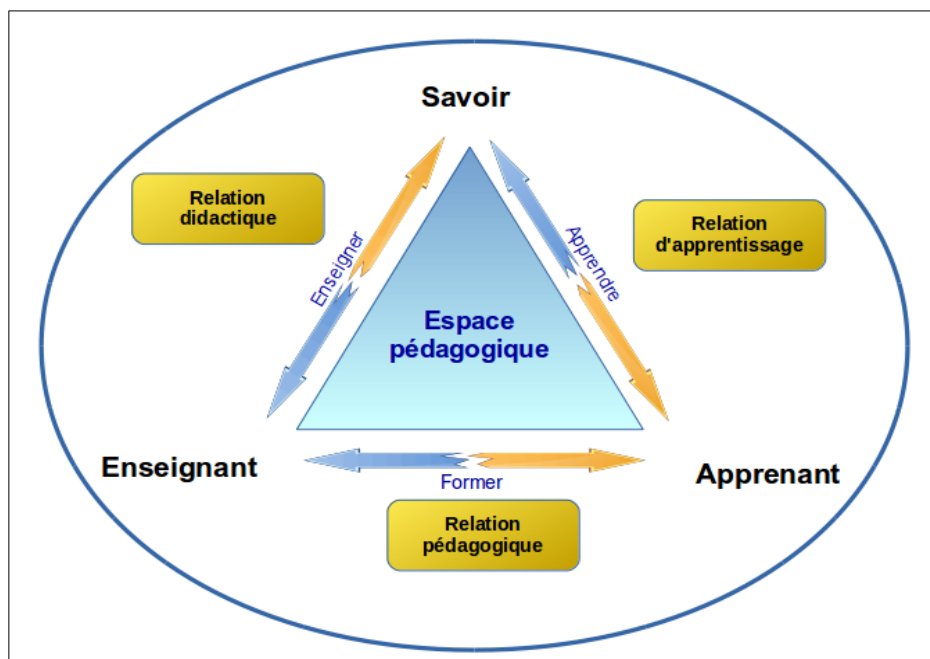 Savoir
Relation
didactique
Enseigner
Apprendre
Relation
d'apprentissage
Espace
pédagogique
Enseignant
Former
Apprenant
Relation
pédagogique